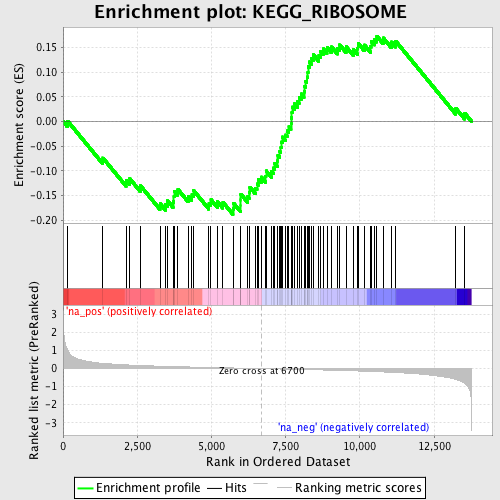 Enrichment plot: KEGG_RIBOSOME
Enrichment score (ES)
0.15
0.10
0.05
0.00
-0.05
-0.10
-0.15
-0.20
'na_pos' (positively correlated)
Ranked list metric (PreRanked)
3
2
1
0
-1
-2
-3
Zero cross at 6700
'na_neg' (negatively correlated)
0
2,500
5,000
7,500
10,000
12,500
Rank in Ordered Dataset
Enrichment profile
Hits
Ranking metric scores